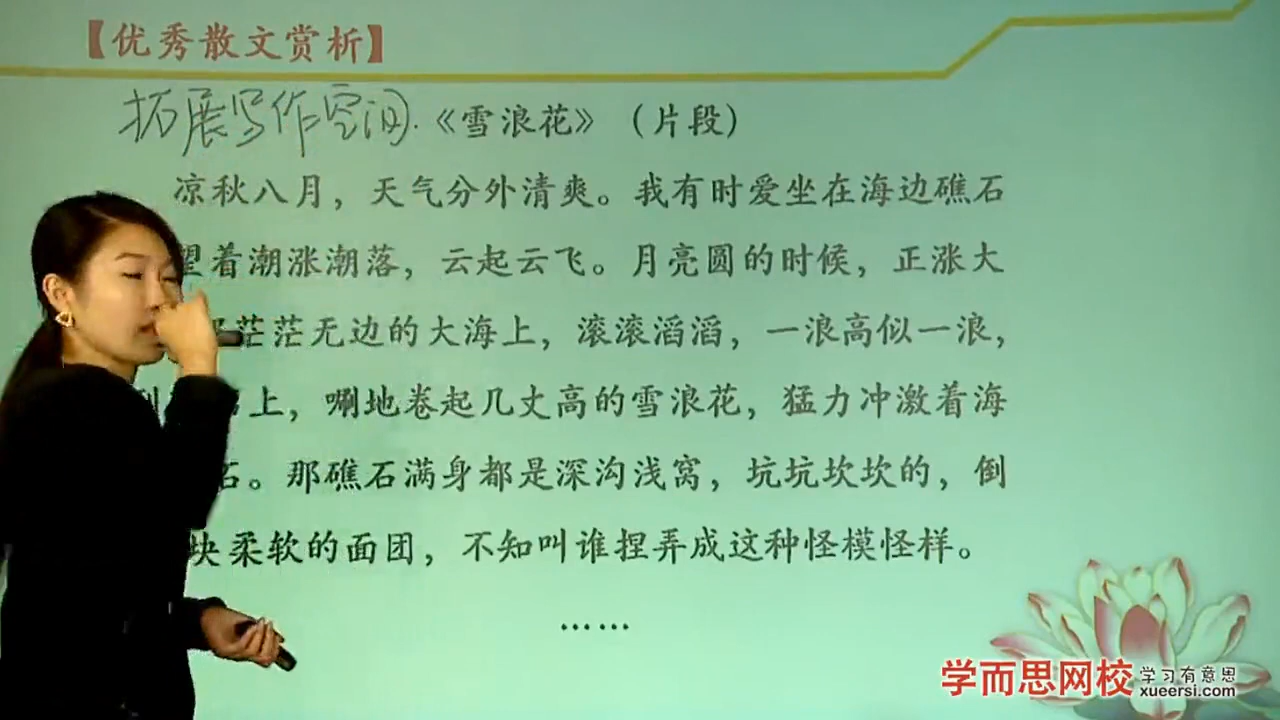 【优秀散文赏析】
拓展写作空间.《雪浪花》（片段）
凉秋八月，天气分外清爽。我有时爱坐在海边礁石
望着潮涨潮落，云起云飞。月亮圆的时候，正涨大
茫茫无边的大海上，滚滚滔滔，一浪高似一浪，
上，唰地卷起几丈高的雪浪花，猛力冲激着海
石。那礁石满身都是深沟浅窝，坑坑坎坎的，倒
块柔软的面团，不知叫谁捏弄成这种怪模怪样。
……
学而思网校 学习有意思
xueersi.com